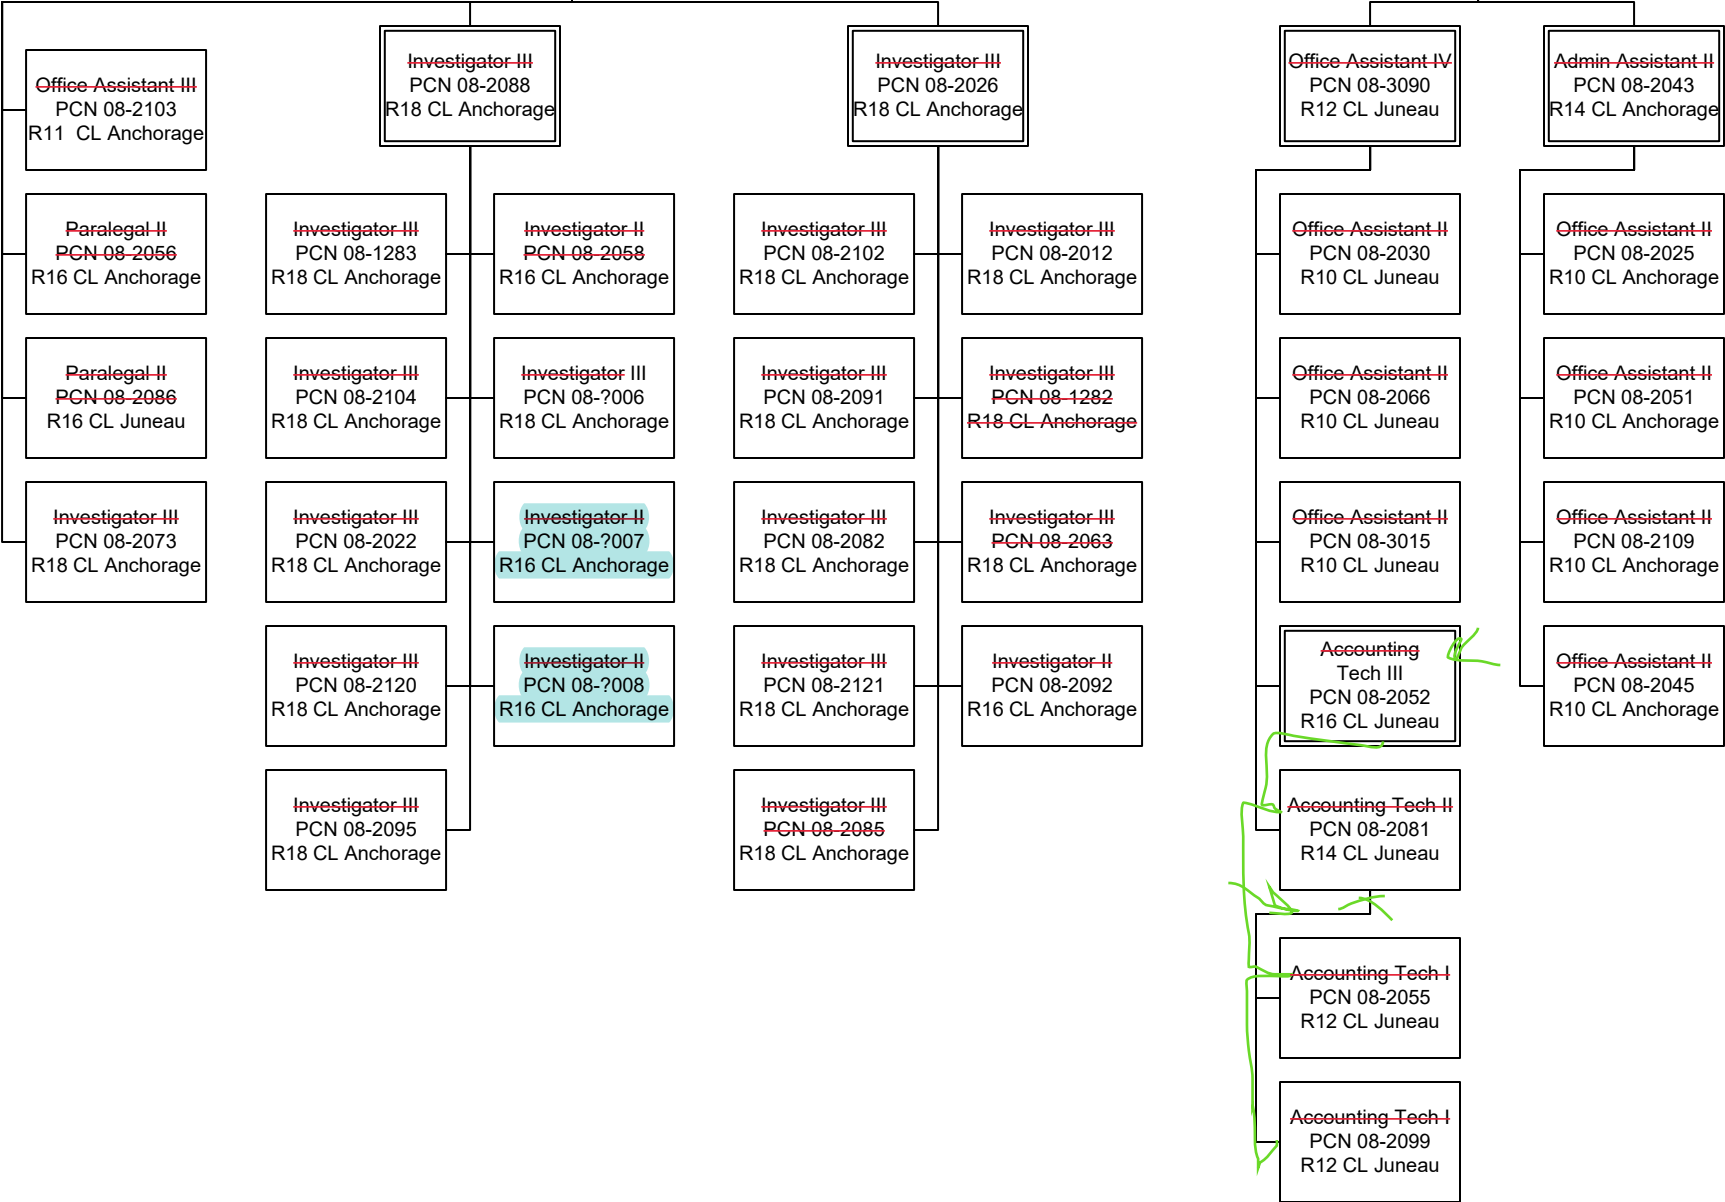 Office Assistant III
PCN 08-2103
R11  CL Anchorage
Paralegal II
PCN 08-2056
R16 CL Anchorage
Paralegal II
PCN 08-2086
R16 CL Juneau
Investigator III
PCN 08-2073
R18 CL Anchorage
Investigator III
PCN 08-2088
R18 CL Anchorage
Investigator III
PCN 08-1283
R18 CL Anchorage
Investigator III
PCN 08-2104
R18 CL Anchorage
Investigator III
PCN 08-2022
R18 CL Anchorage
Investigator III
PCN 08-2120
R18 CL Anchorage
Investigator III
PCN 08-2095
R18 CL Anchorage
Investigator II
PCN 08-2058
R16 CL Anchorage
Investigator III
PCN 08-?006
R18 CL Anchorage
Investigator II
PCN 08-?007
R16 CL Anchorage
Investigator II
PCN 08-?008
R16 CL Anchorage
Investigator III
PCN 08-2026
R18 CL Anchorage
Investigator III
PCN 08-2102
R18 CL Anchorage
Investigator III
PCN 08-2091
R18 CL Anchorage
Investigator III
PCN 08-2082
R18 CL Anchorage
Investigator III
PCN 08-2121
R18 CL Anchorage
Investigator III
PCN 08-2085
R18 CL Anchorage
Investigator III
PCN 08-2012
R18 CL Anchorage
Investigator III
PCN 08-1282
R18 CL Anchorage
Investigator III
PCN 08-2063
R18 CL Anchorage
Investigator II
PCN 08-2092
R16 CL Anchorage
Office Assistant IV
PCN 08-3090
R12 CL Juneau
Office Assistant II
PCN 08-2030
R10 CL Juneau
Office Assistant II
PCN 08-2066
R10 CL Juneau
Office Assistant II
PCN 08-3015
R10 CL Juneau
Accounting
Tech III
PCN 08-2052
R16 CL Juneau
Accounting Tech II
PCN 08-2081
R14 CL Juneau
Accounting Tech I
PCN 08-2055
R12 CL Juneau
Accounting Tech I
PCN 08-2099
R12 CL Juneau
Admin Assistant II
PCN 08-2043
R14 CL Anchorage
Office Assistant II
PCN 08-2025
R10 CL Anchorage
Office Assistant II
PCN 08-2051
R10 CL Anchorage
Office Assistant II
PCN 08-2109
R10 CL Anchorage
Office Assistant II
PCN 08-2045
R10 CL Anchorage